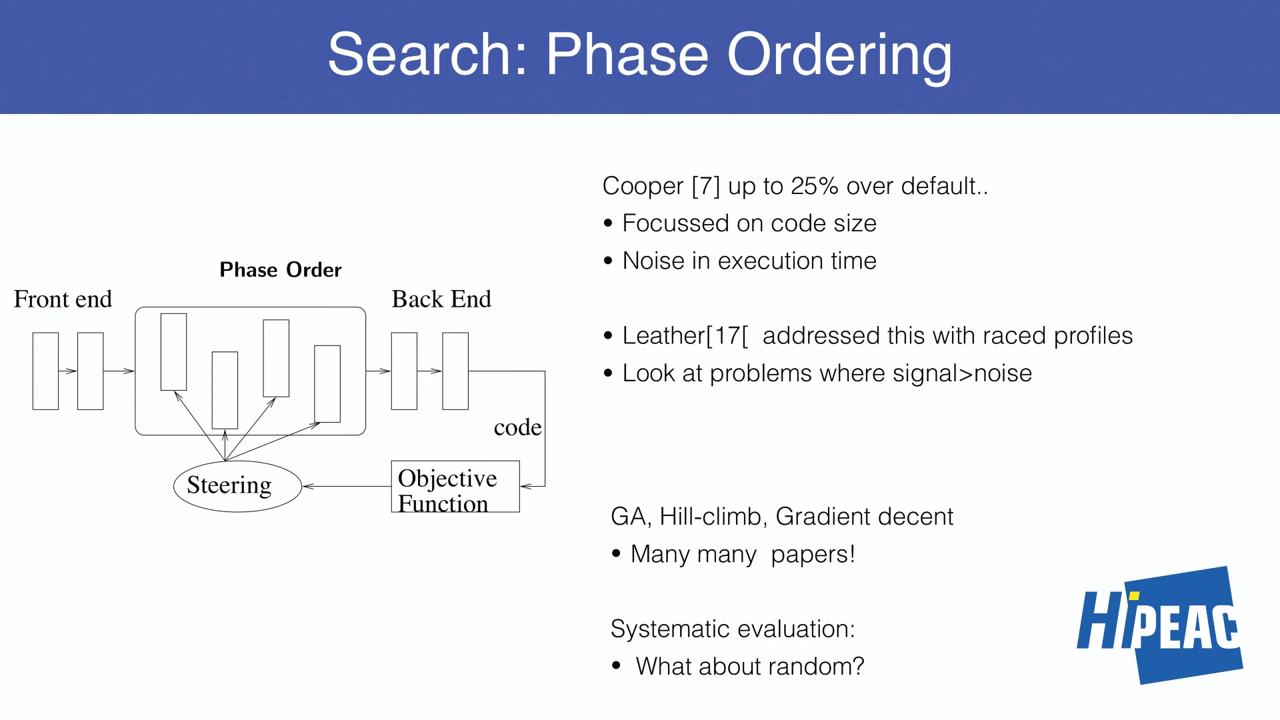 Search: Phase Ordering
Phase Order
Front end
Back End
code
Steering
Objective
Function
Cooper [7] up to 25% over default..
• Focussed on code size
• Noise in execution time
• Leather[17[  addressed this with raced profiles
• Look at problems where signal>noise
GA, Hill-climb, Gradient decent
• Many many  papers!
Systematic evaluation:
• What about random?
HiPEAC